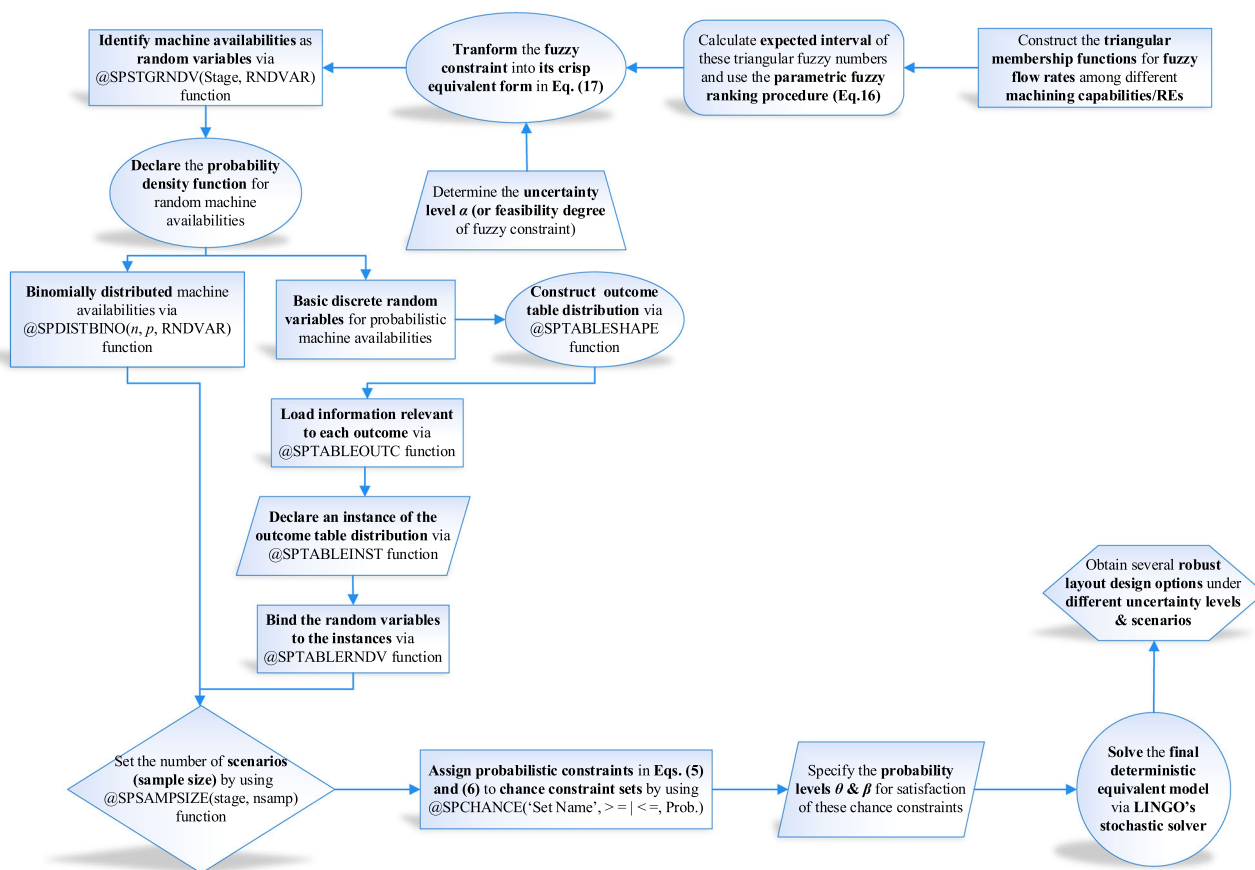 Construct the triangular
membership functions for fuzzy
flow rates among different
machining capabilities/REs
Calculate expected interval of
these triangular fuzzy numbers
and use the parametric fuzzy
ranking procedure (Eq.16)
Tranform the fuzzy
constraint into its crisp
equivalent form in Eq. (17)
Determine the uncertainty
level α (or feasibility degree
of fuzzy constraint)
Identify machine availabilities as
random variables via
@SPSTGRNDV(Stage, RNDVAR)
function
Declare the probability
density function for
random machine
availabilities
Binomially distributed machine
availabilities via
@SPDISTBINO(n, p, RNDVAR)
function
Basic discrete random
variables for probabilistic
machine availabilities
Construct outcome
table distribution via
@SPTABLESHAPE
function
Load information relevant
to each outcome via
@SPTABLEOUTC function
Declare an instance of the
outcome table distribution via
@SPTABLEINST function
Bind the random variables
to the instances via
@SPTABLERNDV function
Set the number of scenarios
(sample size) by using
@SPSAMPSIZE(stage, nsamp)
function
Assign probabilistic constraints in Eqs. (5)
and (6) to chance constraint sets by using
@SPCHANCE(‘Set Name’, > = | < =, Prob.)
Specify the probability
levels θ & β for satisfaction
of these chance constraints
Solve the final
deterministic
equivalent model
via LINGO’s
stochastic solver
Obtain several robust
layout design options under
different uncertainty levels
& scenarios